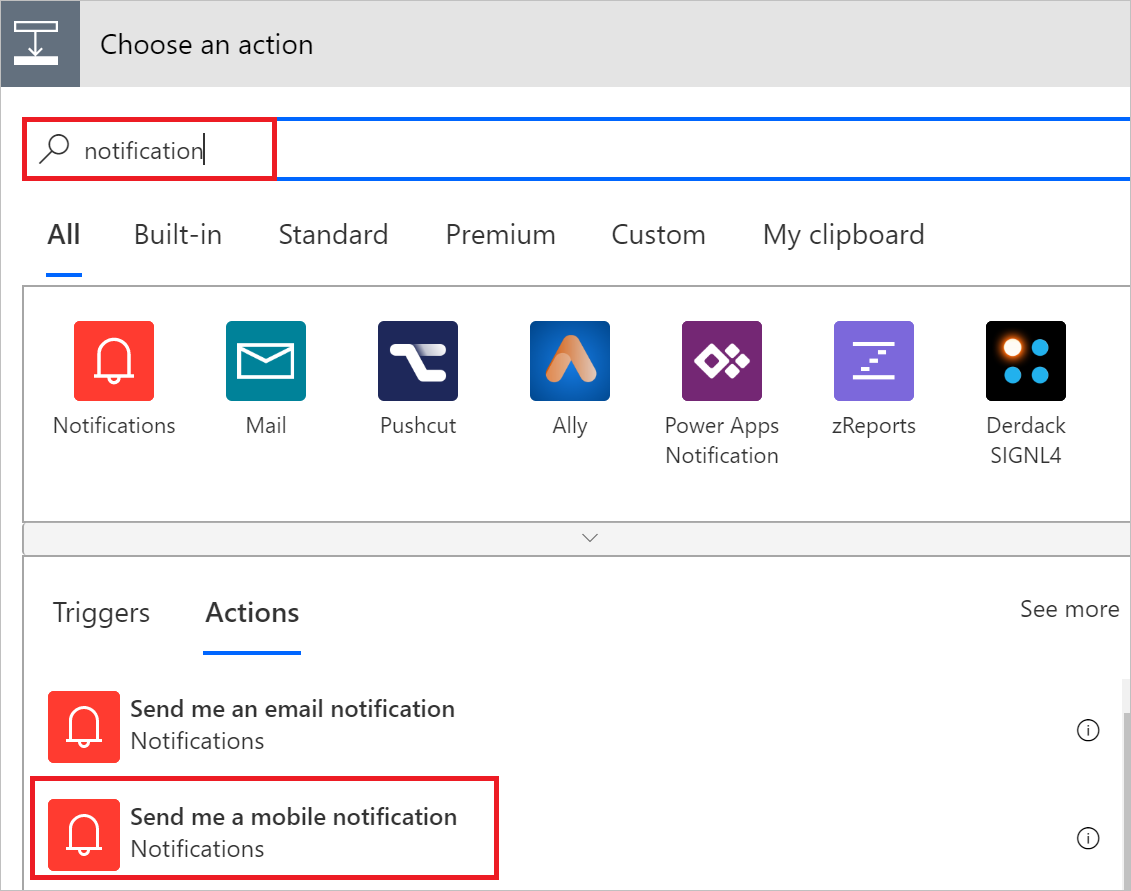 Choose an action
notification
All Built-in Standard Premium Custom My clipboard
Notifications Mail Pushcut Ally Power Apps zReports Derdack
Notification SIGNL4
Triggers Actions See more
Send me an email notification
Notifications
Send me a mobile notification
Notifications